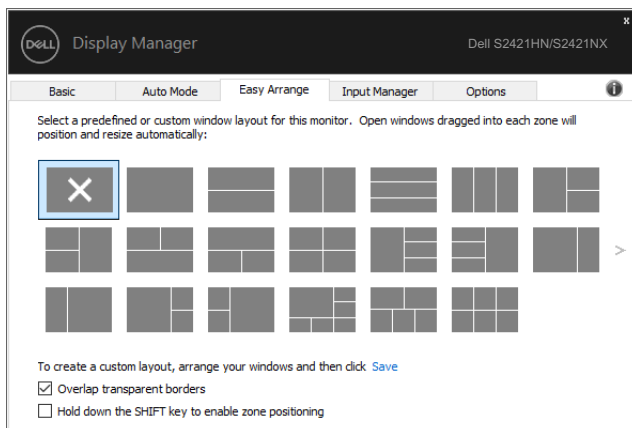 x
DELL Display Manager Dell S2421HN/S2421NX
Basic Auto Mode Easy Arrange Input Manager Options i
Select a predefined or custom window layout for this monitor. Open windows dragged into each zone will
position and resize automatically:
>
To create a custom layout, arrange your windows and then click Save
Overlap transparent borders
Hold down the SHIFT key to enable zone positioning